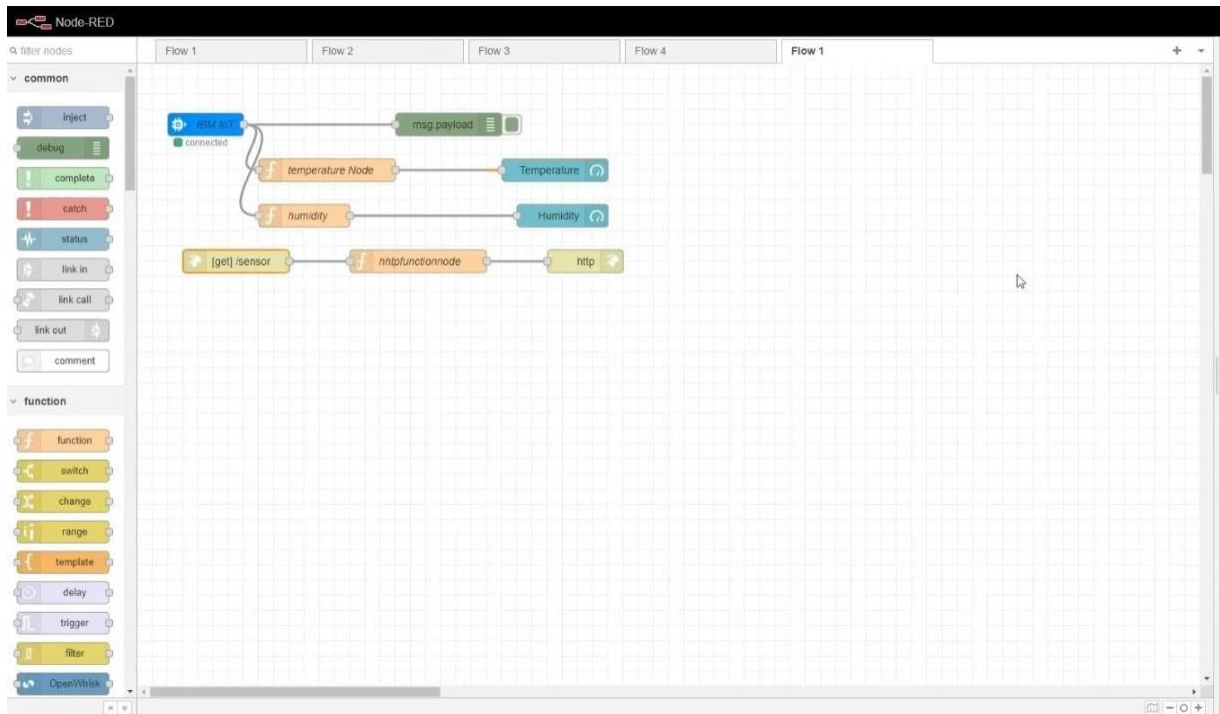 Node-RED
filter nodes
Flow 1
Flow 2
Flow 3
Flow 4
Flow 1
common
inject
debug
complete
catch
status
link in
link call
link out
comment
function
function
switch
change
range
template
delay
trigger
filter
OpenWhisk
IBM IoT
connected
msg.payload
temperature Node
Temperature
humidity
Humidity
[get] /sensor
hhtpfunctionnode
http